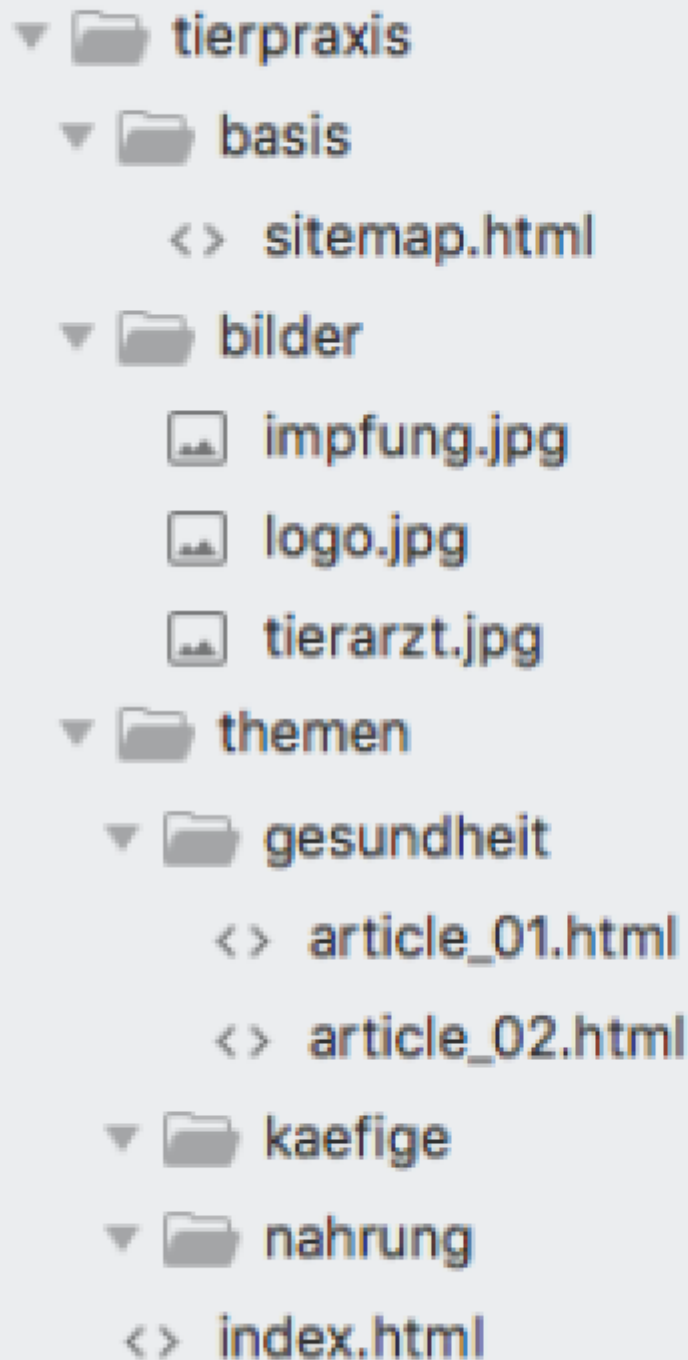 tierpraxis
basis
sitemap.html
bilder
impfung.jpg
logo.jpg
tierarzt.jpg
themen
gesundheit
article_01.html
article_02.html
kaefige
nahrung
index.html